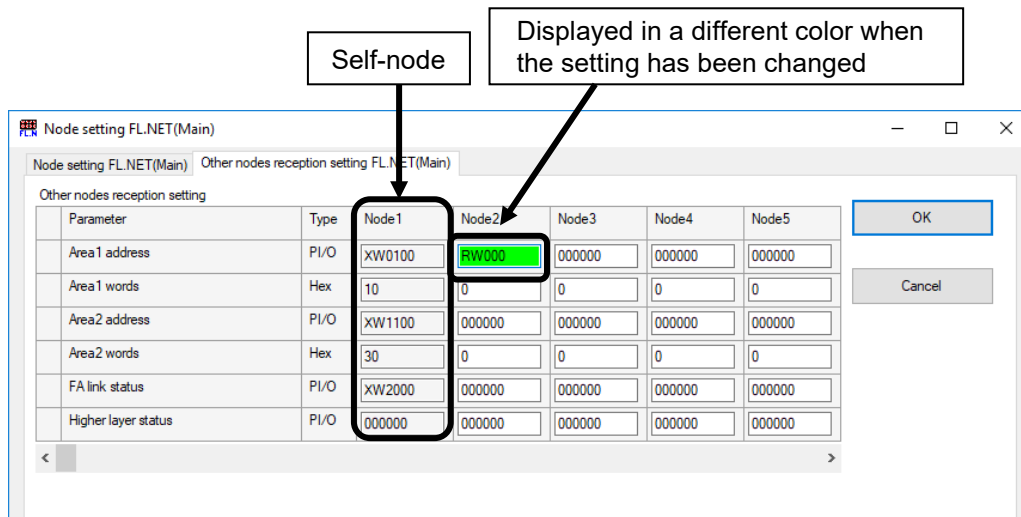 Self-node
Displayed in a different color when
the setting has been changed
FL.N
Node setting FL.NET(Main)
Node setting FL.NET(Main) Other nodes reception setting FL.NET(Main)
Other nodes reception setting
Parameter Type Node1 Node2 Node3 Node4 Node5
Area1 address PI/O XW0100 RW000 000000 000000 000000
Area1 words Hex 10 0 0 0 0
Area2 address PI/O XW1100 000000 000000 000000 000000
Area2 words Hex 30 0 0 0 0
FA link status PI/O XW2000 000000 000000 000000 000000
Higher layer status PI/O 000000 000000 000000 000000 000000
OK
Cancel